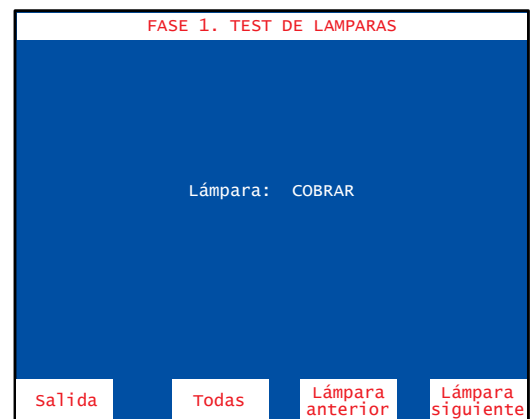 FASE 1. TEST DE LAMPARAS
Lámpara: COBRAR
Salida
Todas
Lámpara
anterior
Lámpara
siguiente